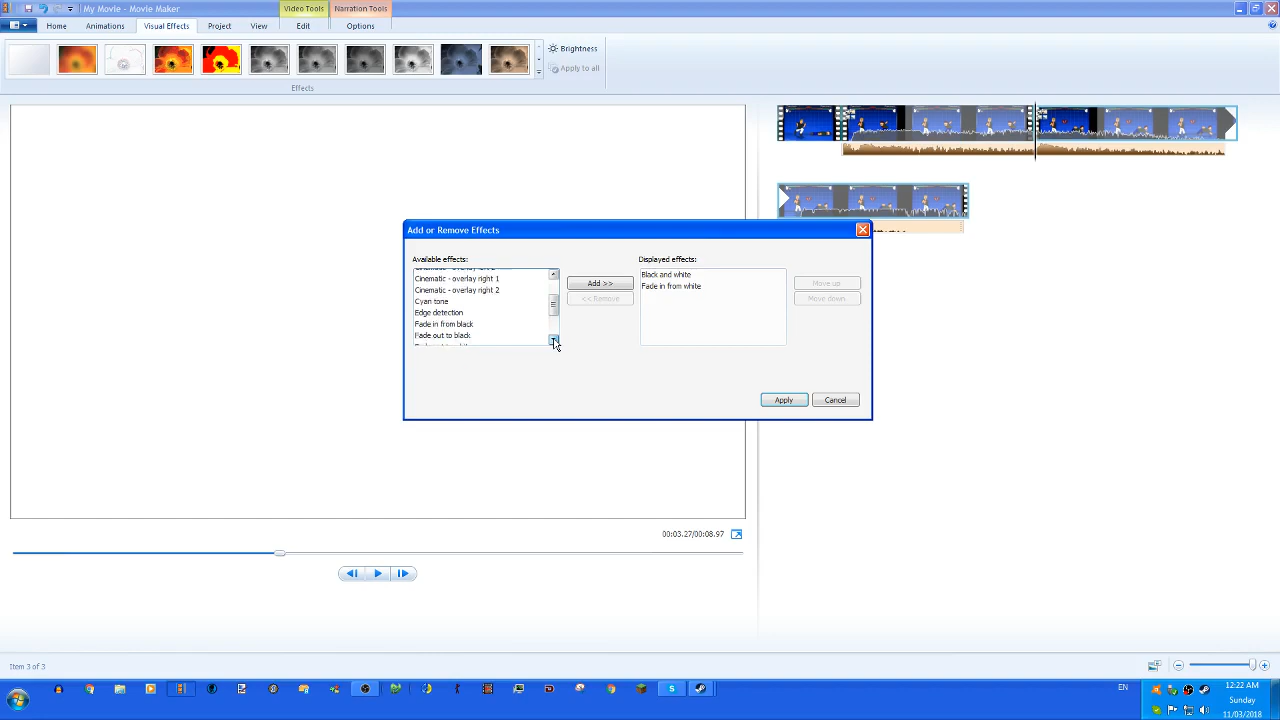 My Movie - Movie Maker
Video Tools
Narration Tools
Home
Animations
Visual Effects
Project
View
Edit
Options
Brightness
Apply to all
Effects
Add or Remove Effects
Available effects:
Displayed effects:
Cinematic - overlay right 1
Cinematic - overlay right 2
Cyan tone
Edge detection
Fade in from black
Fade out to black
Add >>
<< Remove
Black and white
Fade in from white
Move up
Move down
Apply
Cancel
00:03.27/00:08.97
Item 3 of 3
EN
12:22 AM
Sunday
11/03/2018